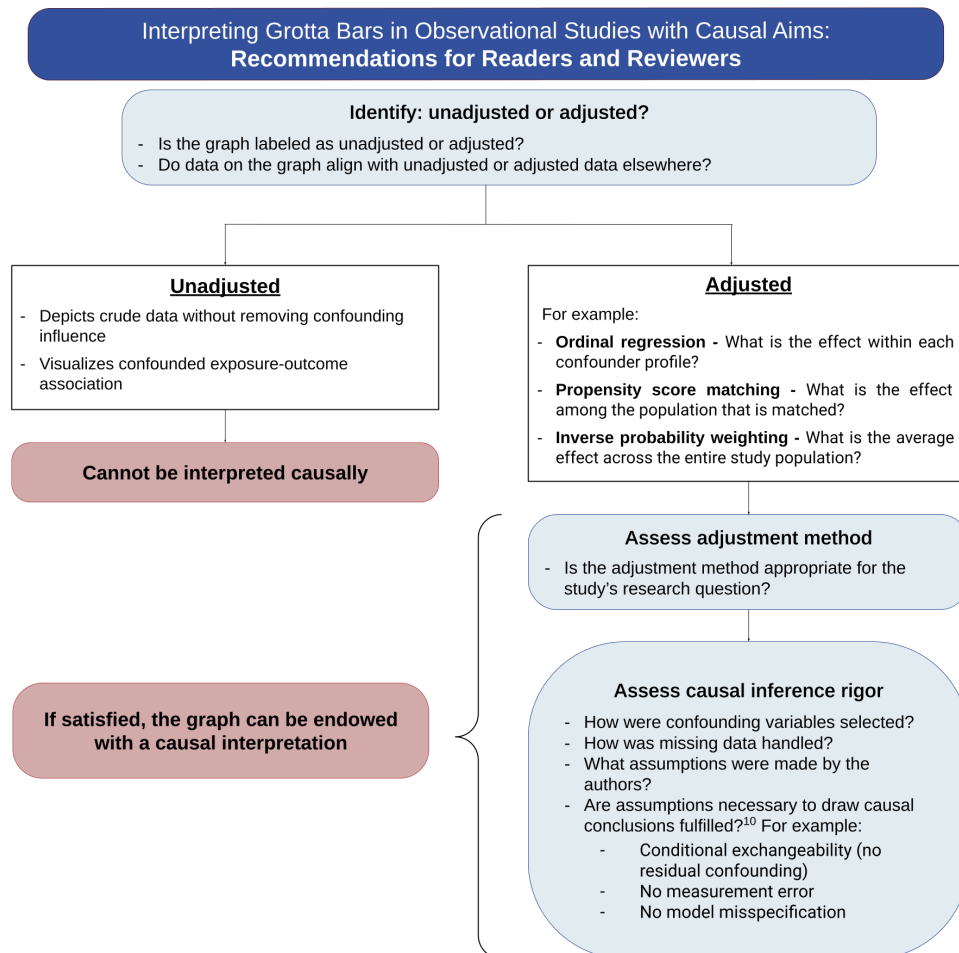 Interpreting Grotta Bars in Observational Studies with Causal Aims:
Recommendations for Readers and Reviewers
Identify: unadjusted or adjusted?
- Is the graph labeled as unadjusted or adjusted?
- Do data on the graph align with unadjusted or adjusted data elsewhere?
Unadjusted
- Depicts crude data without removing confounding
influence
- Visualizes confounded exposure-outcome
association
Cannot be interpreted causally
Adjusted
For example:
- Ordinal regression - What is the effect within each
confounder profile?
- Propensity score matching - What is the effect
among the population that is matched?
- Inverse probability weighting - What is the average
effect across the entire study population?
Assess adjustment method
- Is the adjustment method appropriate for the
study’s research question?
Assess causal inference rigor
- How were confounding variables selected?
- How was missing data handled?
- What assumptions were made by the
authors?
- Are assumptions necessary to draw causal
conclusions fulfilled?¹⁰ For example:
- Conditional exchangeability (no
residual confounding)
- No measurement error
- No model misspecification
If satisfied, the graph can be endowed
with a causal interpretation